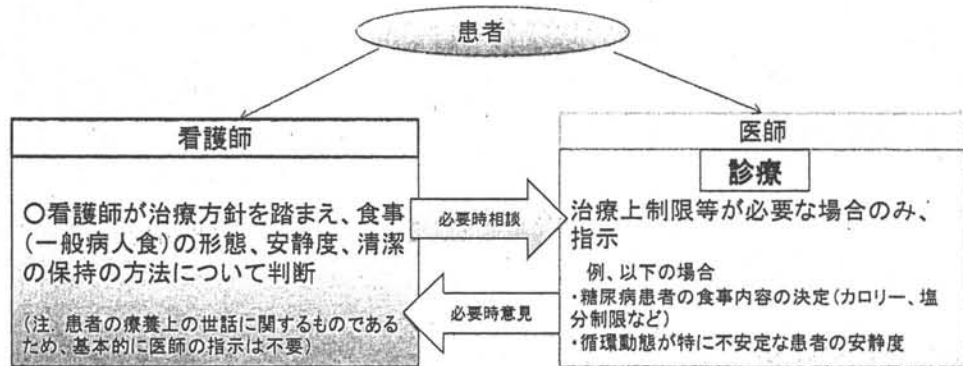 患者
看護師
○看護師が治療方針を踏まえ、食事
(一般病人食)の形態、安静度、清潔
の保持の方法について判断
(注. 患者の療養上の世話に関するものである
ため、基本的に医師の指示は不要)
必要時相談
必要時意見
医師
診療
治療上制限等が必要な場合のみ、
指示
例、以下の場合
・糖尿病患者の食事内容の決定(カロリー、塩
分制限など)
・循環動態が特に不安定な患者の安静度